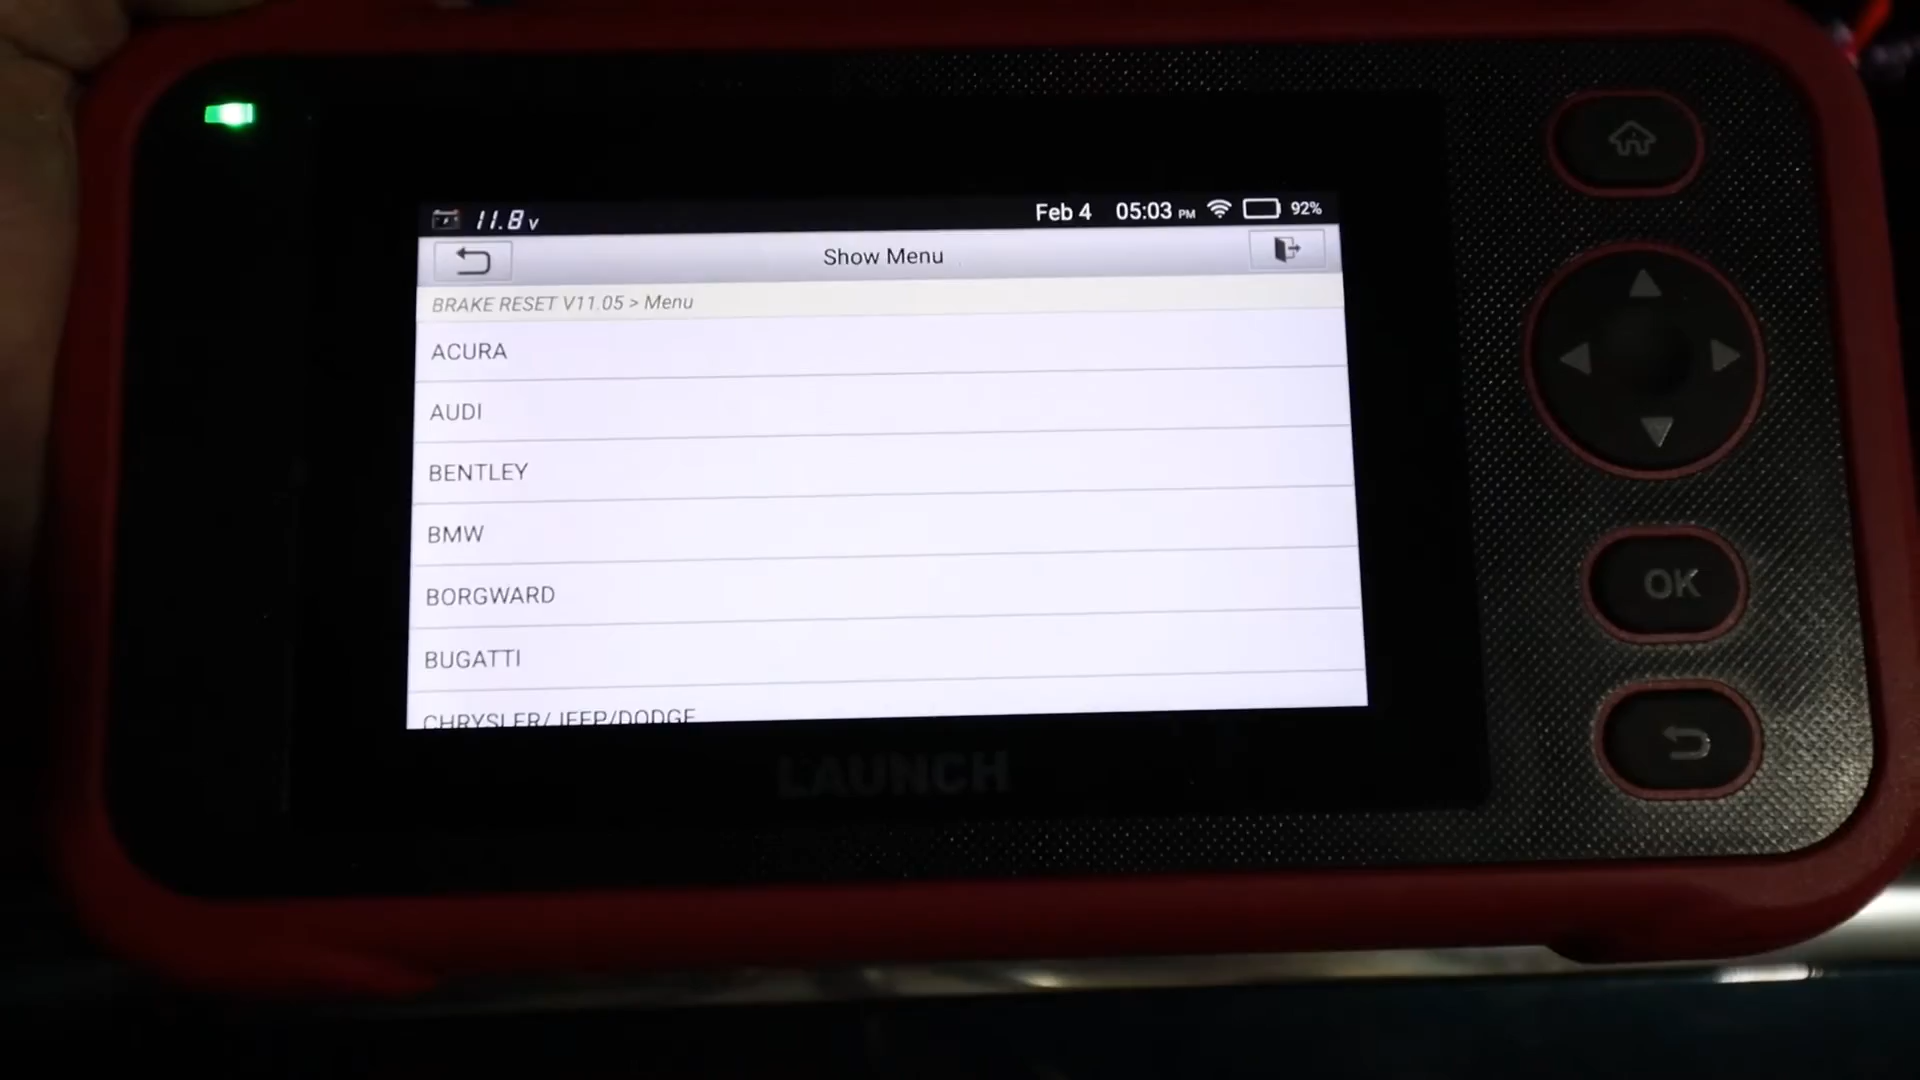 11.8 v
Feb 4 05:03 PM 92%
Show Menu
BRAKE RESET V11.05 > Menu
ACURA
AUDI
BENTLEY
BMW
BORGWARD
BUGATTI
CHRYSLER/JEEP/DODGE
LAUNCH
OK